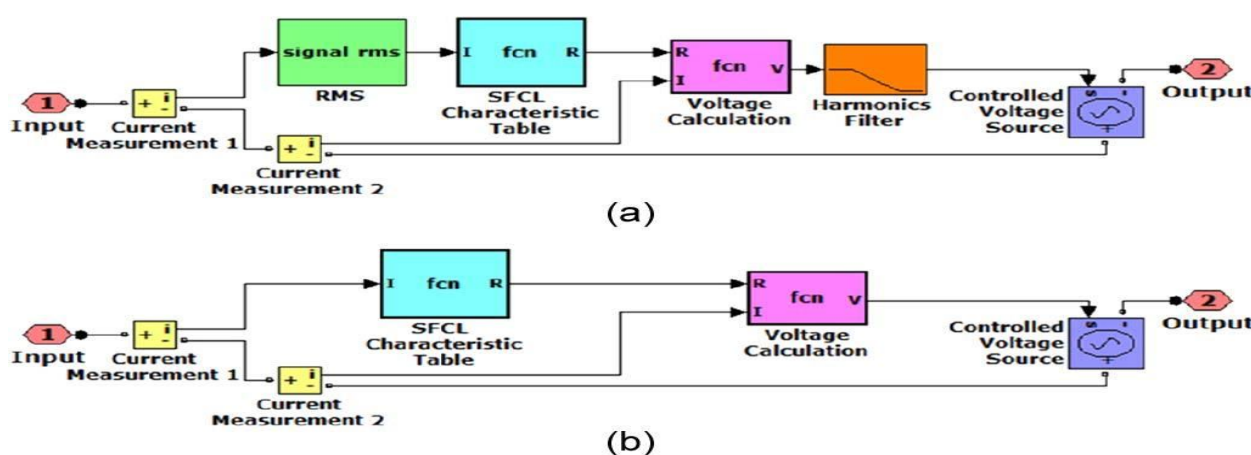 1
Input
+
-
i
Current
Measurement 1
signal rms
RMS
I
fcn
R
SFCL
Characteristic
Table
+
-
i
Current
Measurement 2
R
I
fcn
v
Voltage
Calculation
Harmonics
Filter
Controlled
Voltage
Source
s
-
+
2
Output
(a)
1
Input
+
-
i
Current
Measurement 1
I
fcn
R
SFCL
Characteristic
Table
+
-
i
Current
Measurement 2
R
I
fcn
v
Voltage
Calculation
Controlled
Voltage
Source
s
-
+
2
Output
(b)